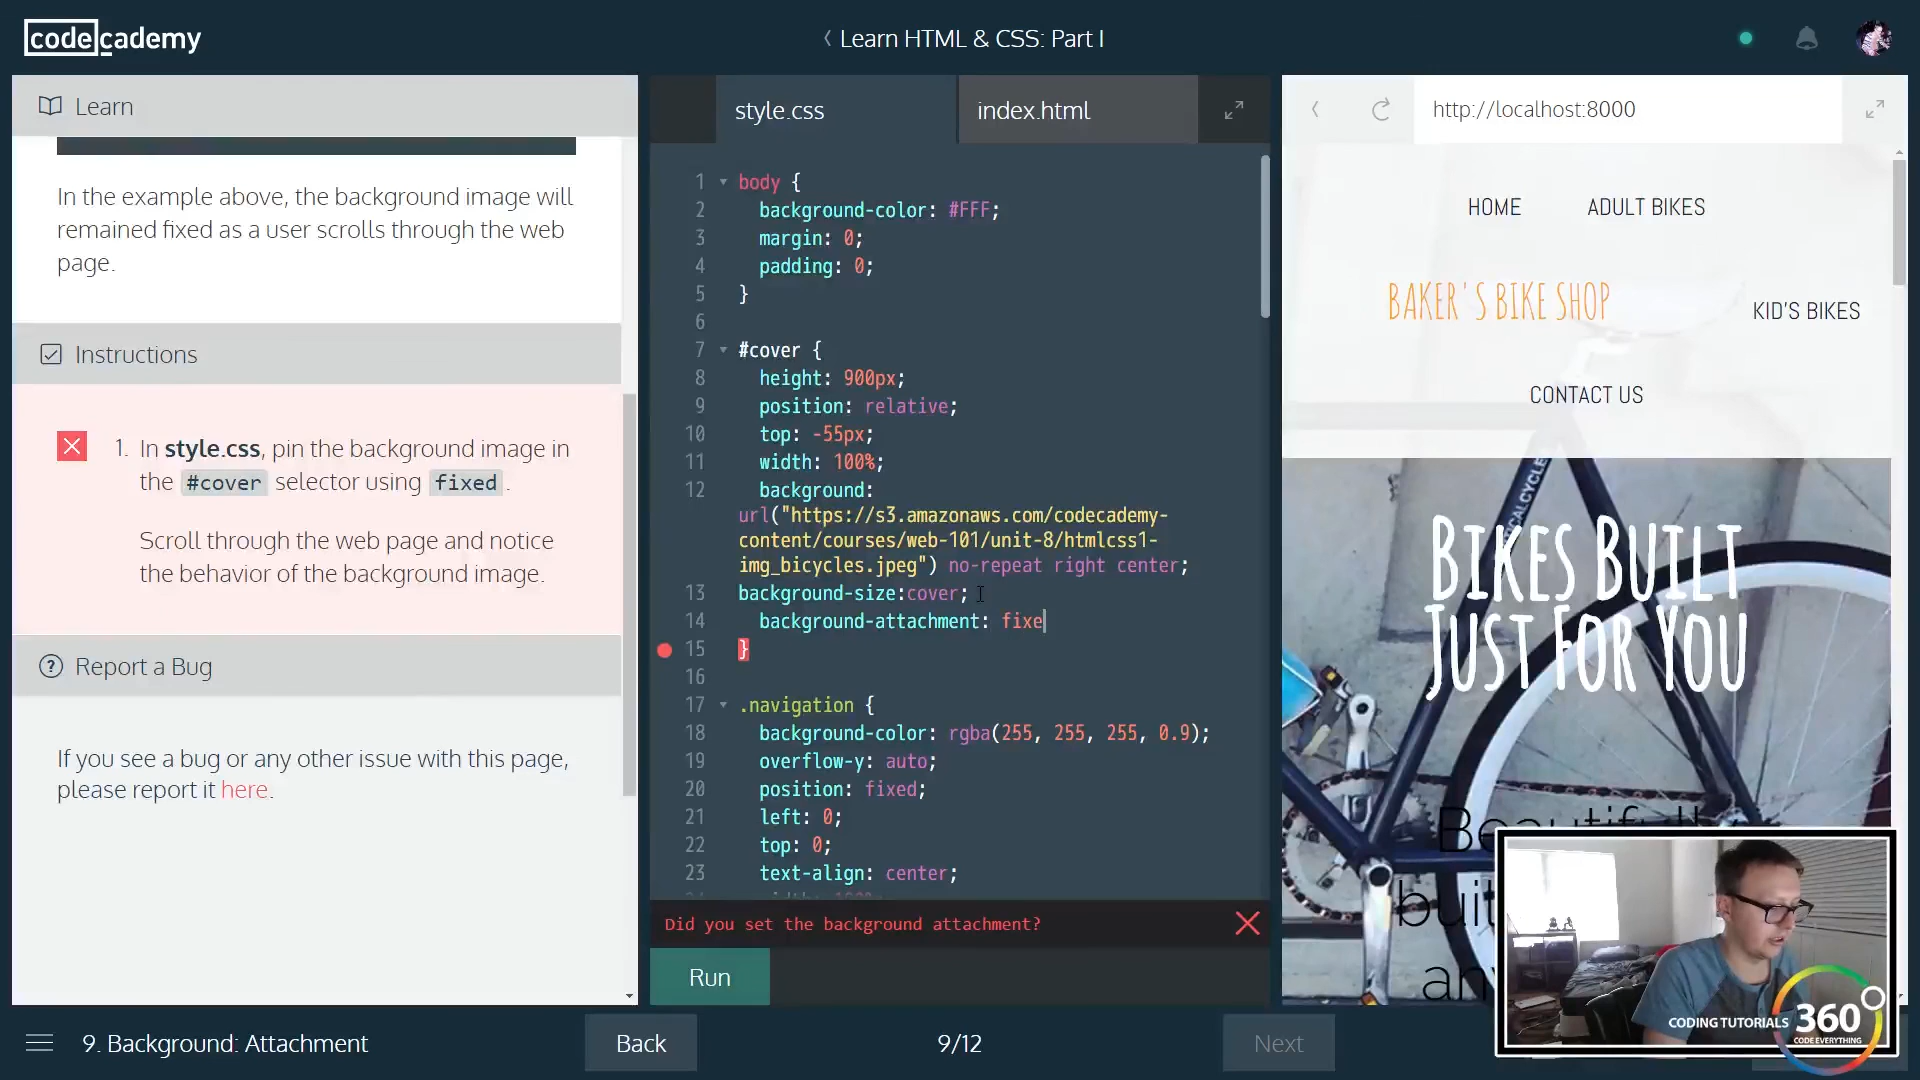 codecademy
Learn HTML & CSS: Part I
Learn
In the example above, the background image will
remained fixed as a user scrolls through the web
page.
Instructions
1. In style.css, pin the background image in
the #cover selector using fixed.
Scroll through the web page and notice
the behavior of the background image.
Report a Bug
If you see a bug or any other issue with this page,
please report it here.
style.css
index.html
1 body {
2 background-color: #FFF;
3 margin: 0;
4 padding: 0;
5 }
6
7 #cover {
8 height: 900px;
9 position: relative;
10 top: -55px;
11 width: 100%;
12 background:
url("https://s3.amazonaws.com/codecademy-
content/courses/web-101/unit-8/htmlcss1-
img_bicycles.jpeg") no-repeat right center;
13 background-size:cover;
14 background-attachment: fixe
15 }
16
17 .navigation {
18 background-color: rgba(255, 255, 255, 0.9);
19 overflow-y: auto;
20 position: fixed;
21 left: 0;
22 top: 0;
23 text-align: center;
Did you set the background attachment?
Run
http://localhost:8000
HOME
ADULT BIKES
BAKER'S BIKE SHOP
KID'S BIKES
CONTACT US
BIKES BUILT
JUST FOR YOU
Beautifully
CODING TUTORIALS 360°
CODE EVERYTHING
9. Background: Attachment
Back
9/12
Next